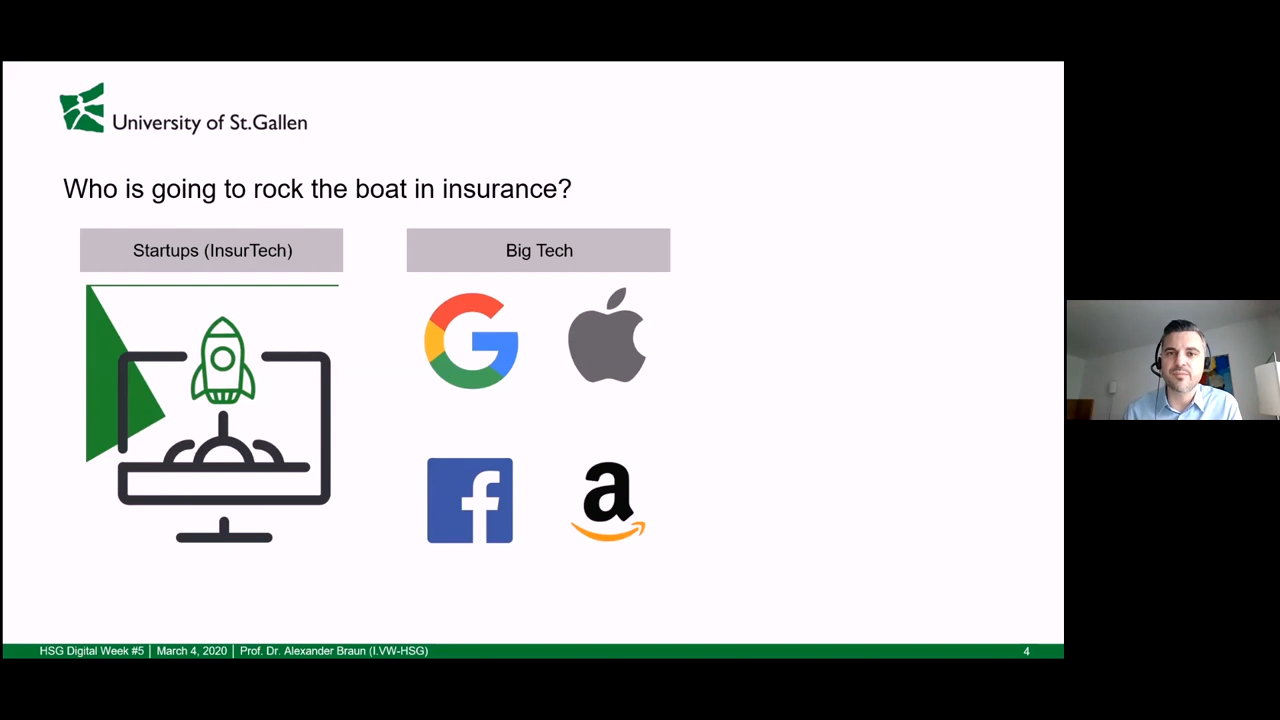 University of St.Gallen
Who is going to rock the boat in insurance?
Startups (InsurTech)
Big Tech
HSG Digital Week #5 | March 4, 2020 | Prof. Dr. Alexander Braun (I.VW-HSG)
4